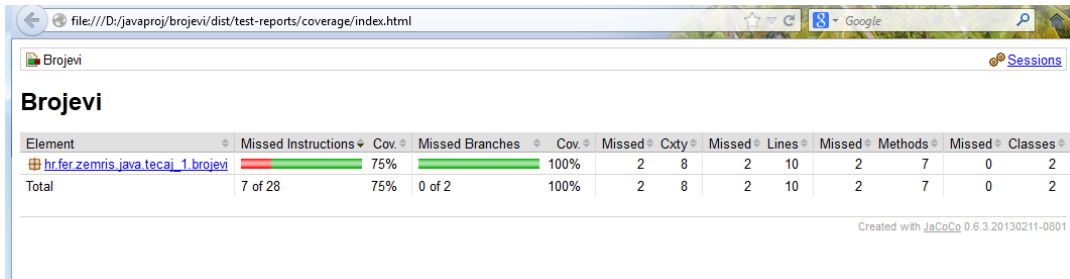 file:///D:/javaproj/brojevi/dist/test-reports/coverage/index.html Google
Brojevi Sessions
Brojevi
Element Missed Instructions Cov. Missed Branches Cov. Missed Cxty Missed Lines Missed Methods Missed Classes
hr.fer.zemris.java.tecaj_1.brojevi 75% 100% 2 8 2 10 2 7 0 2
Total 7 of 28 75% 0 of 2 100% 2 8 2 10 2 7 0 2
Created with JaCoCo 0.6.3.20130211-0801